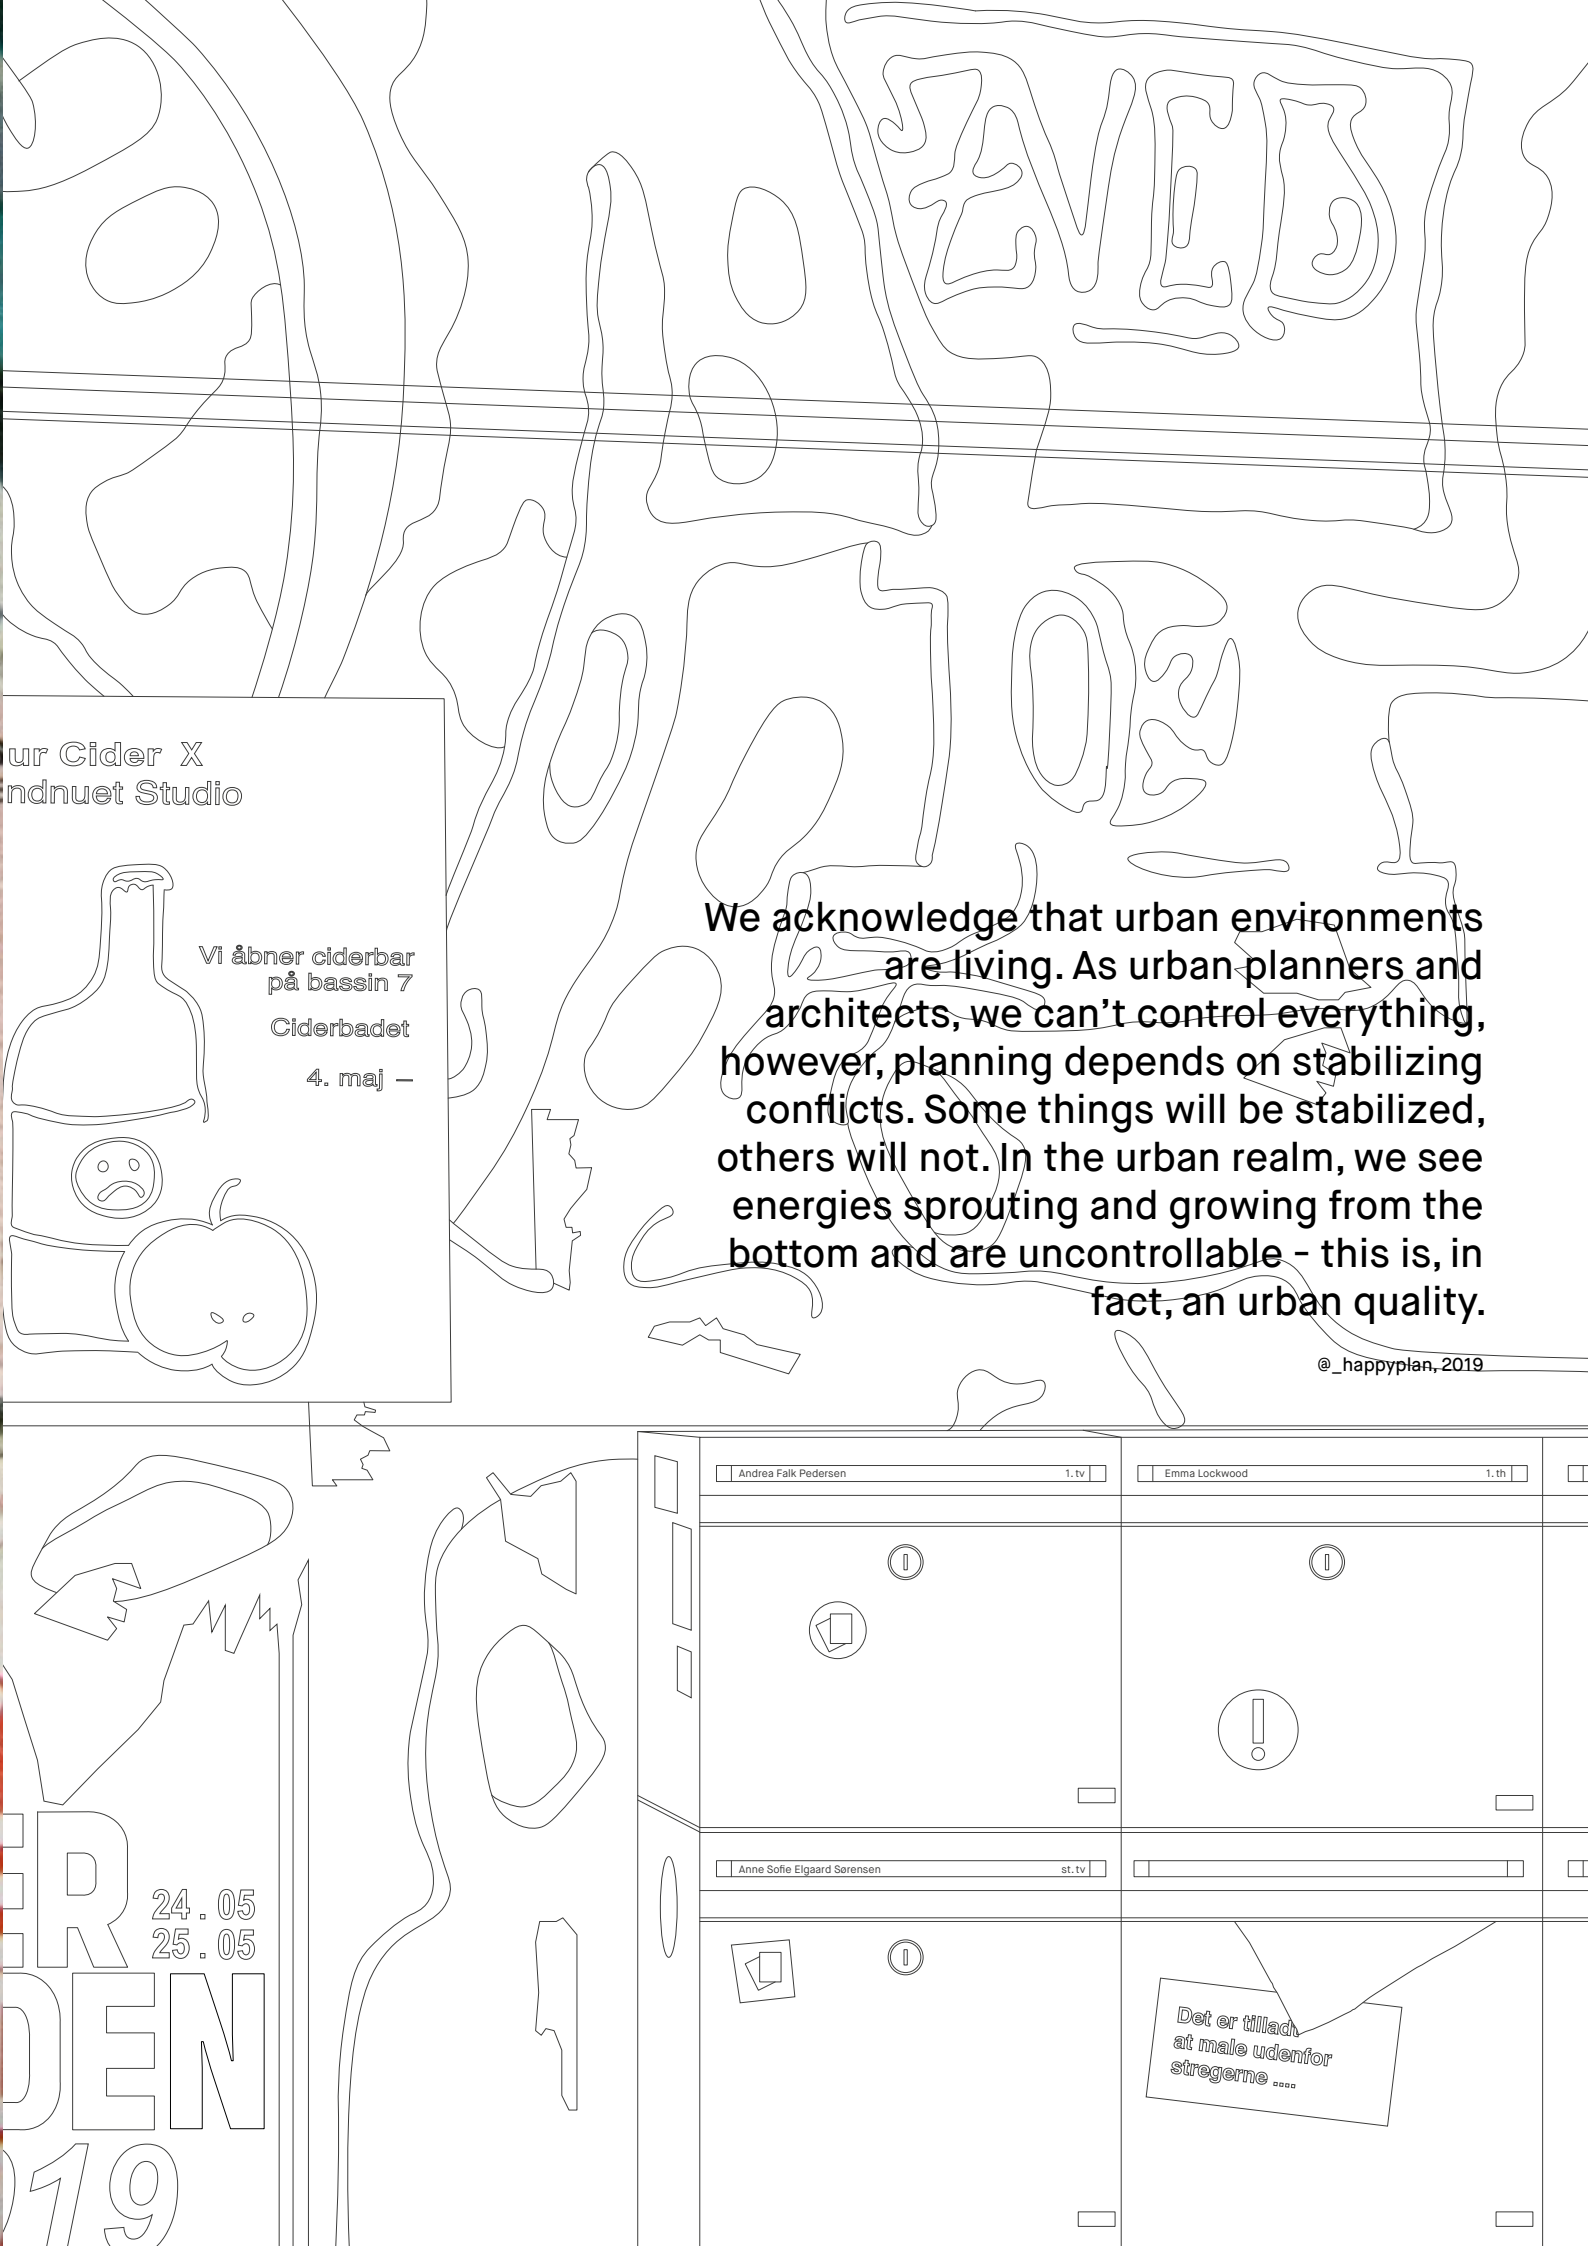 ur Cider X
ndnuet Studio
Vi åbner ciderbar
på bassin 7
Ciderbadet
4. maj –
We acknowledge that urban environments
are living. As urban planners and
architects, we can’t control everything,
however, planning depends on stabilizing
conflicts. Some things will be stabilized,
others will not. In the urban realm, we see
energies sprouting and growing from the
bottom and are uncontrollable - this is, in
fact, an urban quality.
@_happyplan, 2019
Andrea Falk Pedersen 1. tv
Emma Lockwood 1. th
Anne Sofie Elgaard Sørensen st. tv
ER
24 . 05
25 . 05
DEN
019
Det er tilladt
at male udenfor
stregerne ....